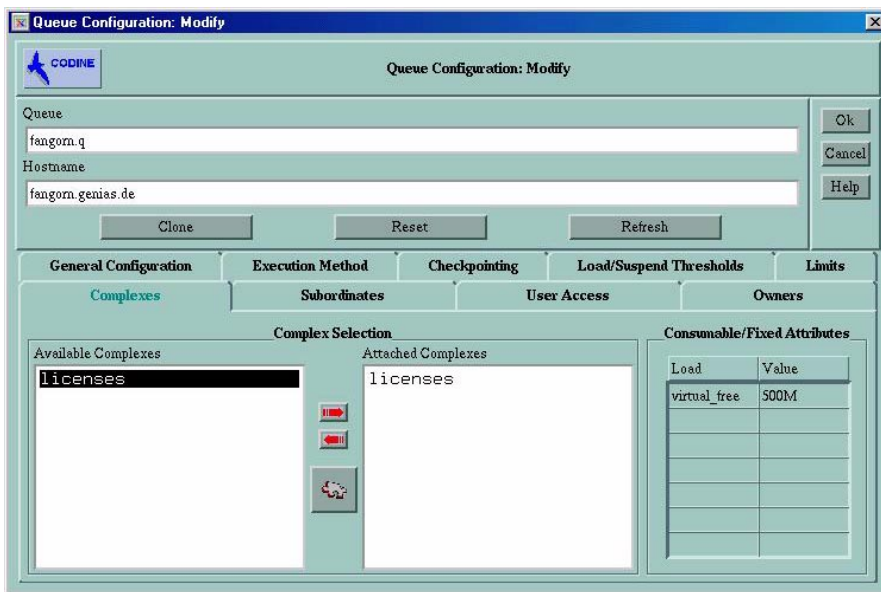 Queue Configuration: Modify
CODINE
Queue Configuration: Modify
Queue
fangorn.q
Hostname
fangorn.genias.de
Ok
Cancel
Help
Clone Reset Refresh
General Configuration Execution Method Checkpointing Load/Suspend Thresholds Limits
Complexes Subordinates User Access Owners
Complex Selection
Available Complexes Attached Complexes
licenses licenses
Consumable/Fixed Attributes
Load Value
virtual_free 500M